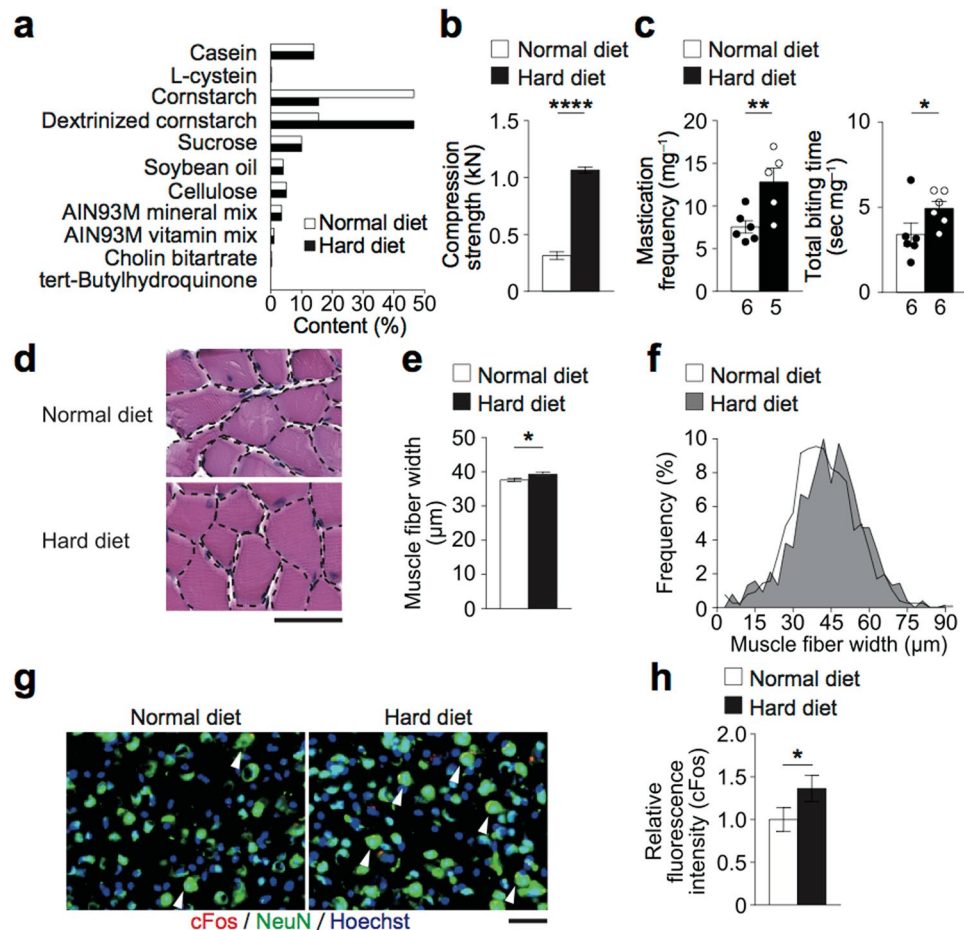 a
Casein
L-cystein
Cornstarch
Dextrinized cornstarch
Sucrose
Soybean oil
Cellulose
AIN93M mineral mix
AIN93M vitamin mix
Cholin bitartrate
tert-Butylhydroquinone
Normal diet
Hard diet
0 10 20 30 40 50
Content (%)
b
Normal diet
Hard diet
****
Compression
strength (kN)
1.5
1.0
0.5
0
c
Normal diet
Hard diet
**
Mastication
frequency (mg⁻¹)
20
15
10
5
0
6 5
*
Total biting time
(sec mg⁻¹)
10
5
0
6 6
d
Normal diet
Hard diet
e
Normal diet
Hard diet
*
Muscle fiber width
(µm)
50
40
30
20
10
0
f
Normal diet
Hard diet
Frequency (%)
10
8
6
4
2
0
0 15 30 45 60 75 90
Muscle fiber width (µm)
g
Normal diet Hard diet
cFos / NeuN / Hoechst
h
Normal diet
Hard diet
*
Relative
fluorescence
intensity (cFos)
2.0
1.5
1.0
0.5
0